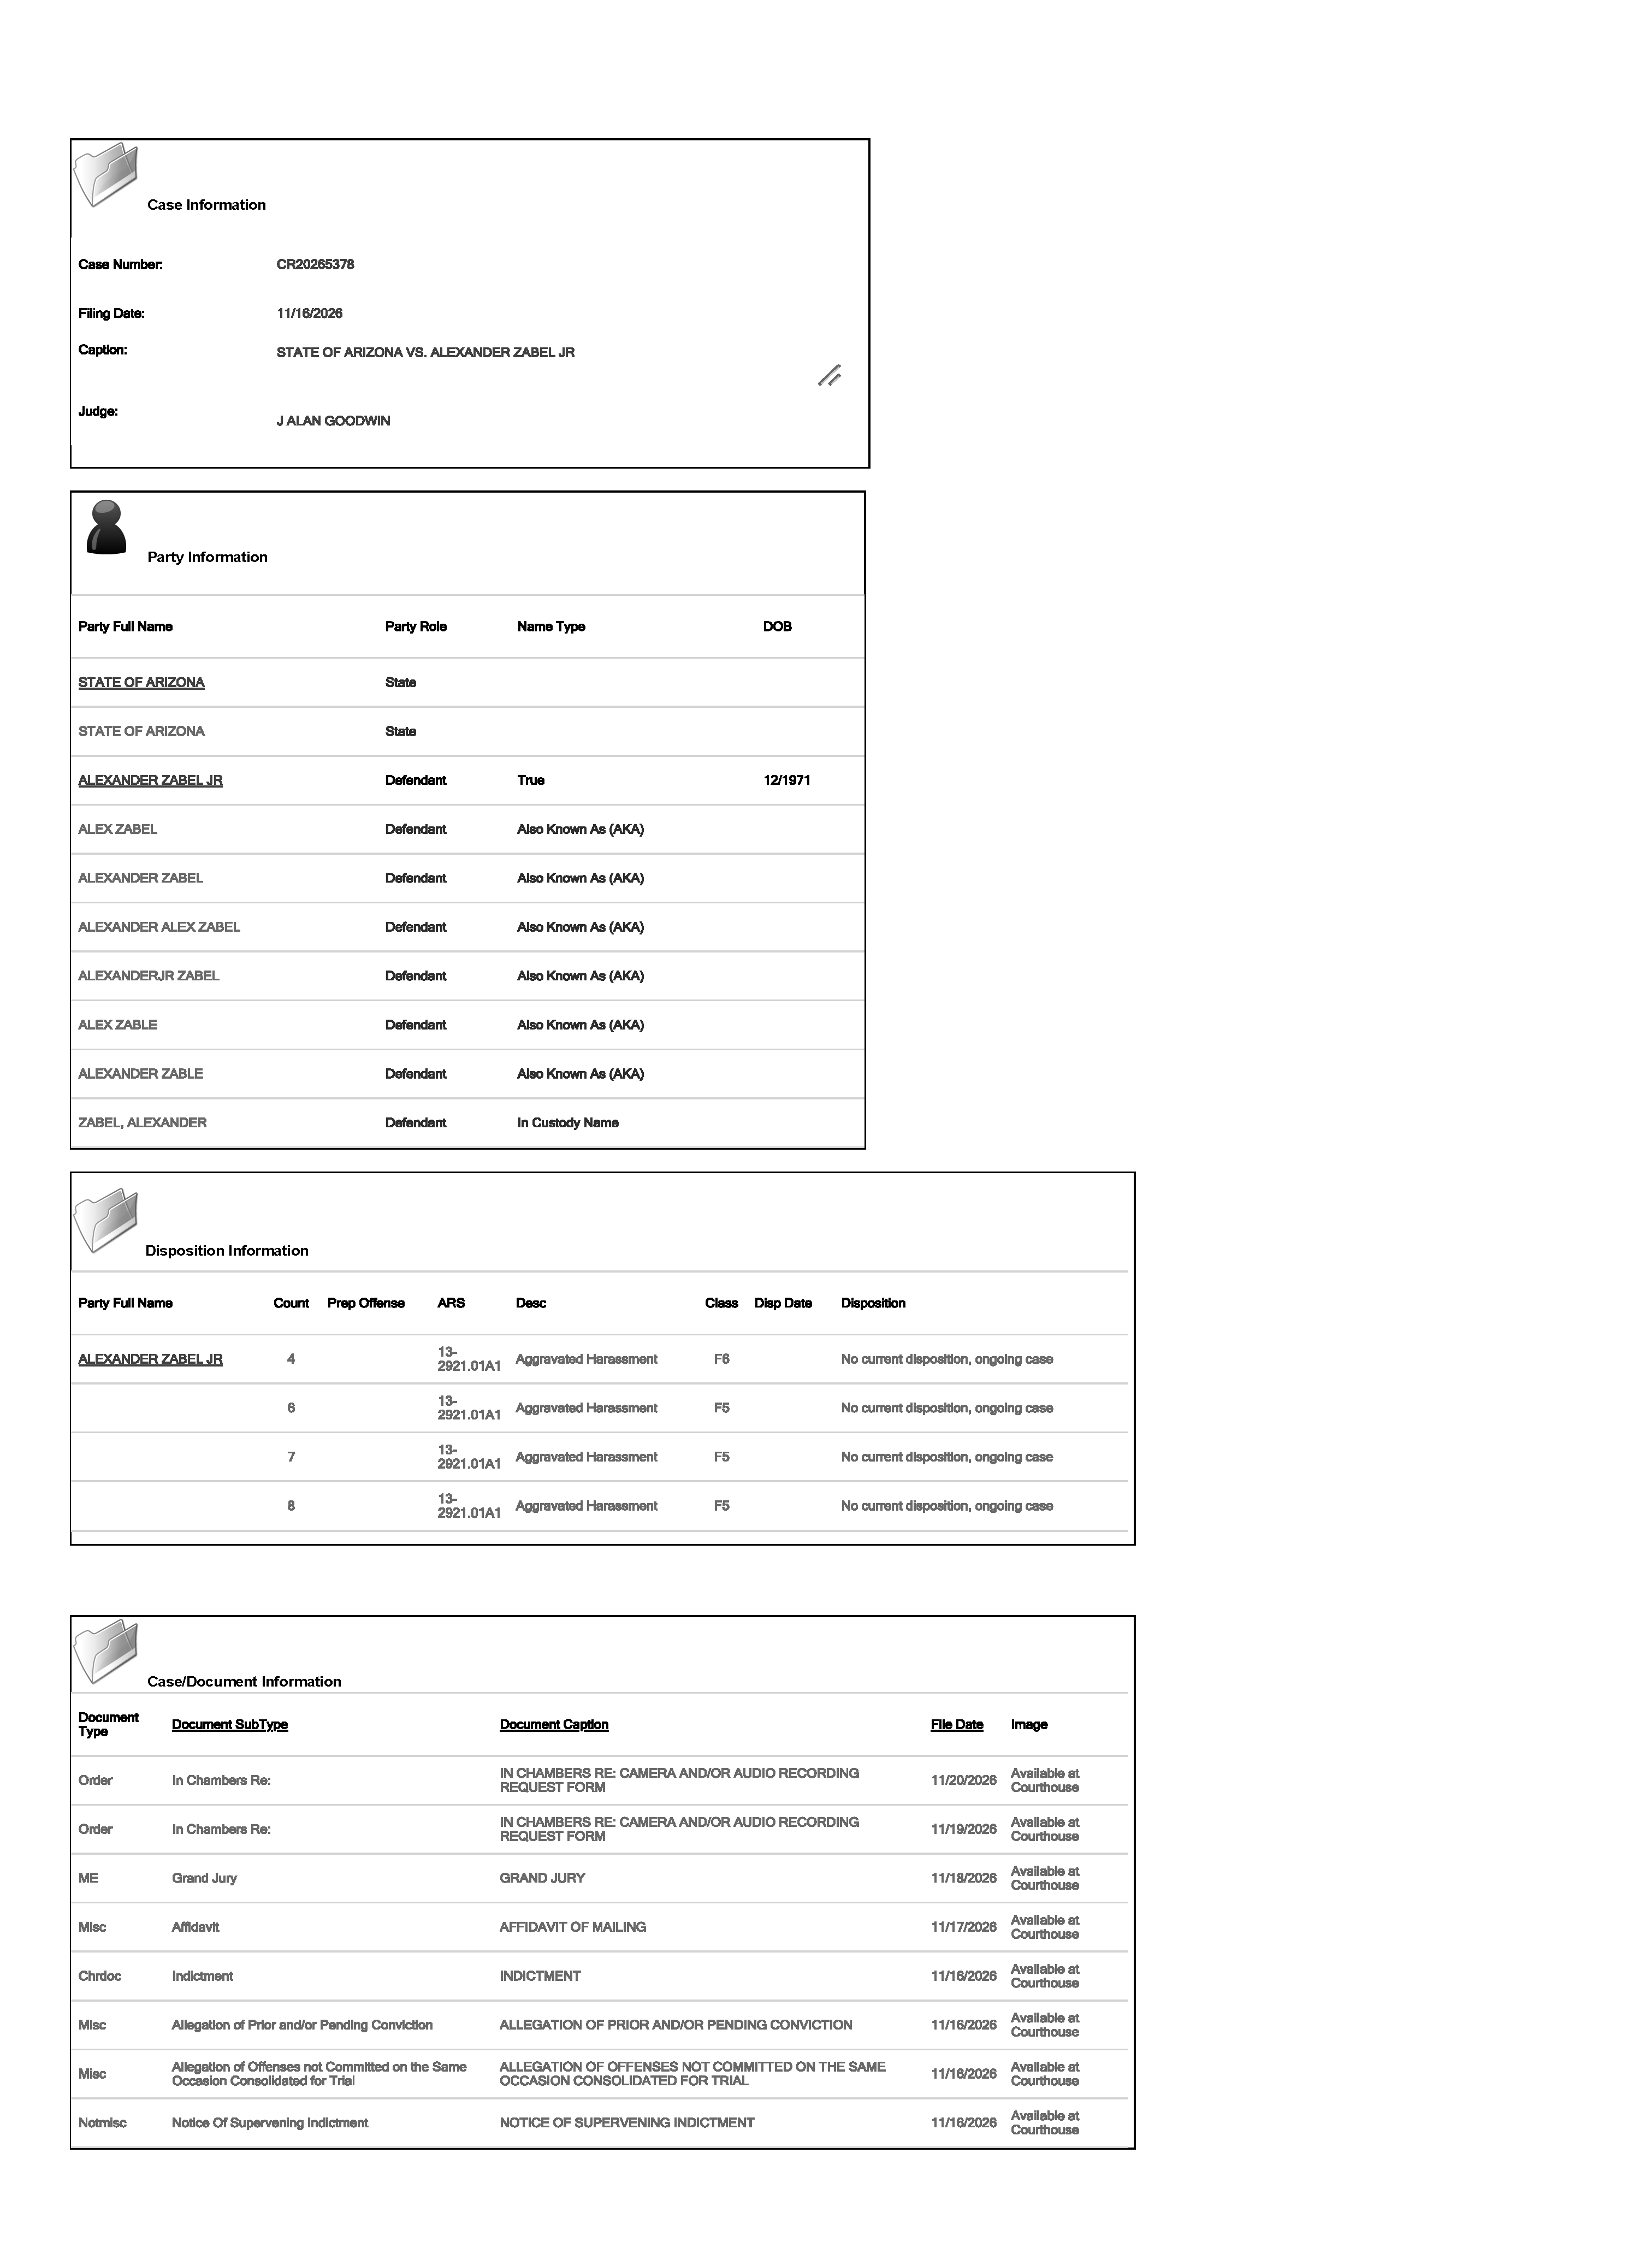 Case Information
Case Number: CR20265378
Filing Date: 11/16/2026
Caption: STATE OF ARIZONA VS. ALEXANDER ZABEL JR
Judge: J ALAN GOODWIN
Party Information
Party Full Name Party Role Name Type DOB
STATE OF ARIZONA State
STATE OF ARIZONA State
ALEXANDER ZABEL JR Defendant True 12/1971
ALEX ZABEL Defendant Also Known As (AKA)
ALEXANDER ZABEL Defendant Also Known As (AKA)
ALEXANDER ALEX ZABEL Defendant Also Known As (AKA)
ALEXANDERJR ZABEL Defendant Also Known As (AKA)
ALEX ZABLE Defendant Also Known As (AKA)
ALEXANDER ZABLE Defendant Also Known As (AKA)
ZABEL, ALEXANDER Defendant In Custody Name
Disposition Information
Party Full Name Count Prep Offense ARS Desc Class Disp Date Disposition
ALEXANDER ZABEL JR 4 13-
2921.01A1 Aggravated Harassment F6 No current disposition, ongoing case
6 13-
2921.01A1 Aggravated Harassment F5 No current disposition, ongoing case
7 13-
2921.01A1 Aggravated Harassment F5 No current disposition, ongoing case
8 13-
2921.01A1 Aggravated Harassment F5 No current disposition, ongoing case
Case/Document Information
Document
Type Document SubType Document Caption File Date Image
Order In Chambers Re: IN CHAMBERS RE: CAMERA AND/OR AUDIO RECORDING
REQUEST FORM 11/20/2026 Available at
Courthouse
Order In Chambers Re: IN CHAMBERS RE: CAMERA AND/OR AUDIO RECORDING
REQUEST FORM 11/19/2026 Available at
Courthouse
ME Grand Jury GRAND JURY 11/18/2026 Available at
Courthouse
Misc Affidavit AFFIDAVIT OF MAILING 11/17/2026 Available at
Courthouse
Chrdoc Indictment INDICTMENT 11/16/2026 Available at
Courthouse
Misc Allegation of Prior and/or Pending Conviction ALLEGATION OF PRIOR AND/OR PENDING CONVICTION 11/16/2026 Available at
Courthouse
Misc Allegation of Offenses not Committed on the Same
Occasion Consolidated for Trial ALLEGATION OF OFFENSES NOT COMMITTED ON THE SAME
OCCASION CONSOLIDATED FOR TRIAL 11/16/2026 Available at
Courthouse
Notmisc Notice Of Supervening Indictment NOTICE OF SUPERVENING INDICTMENT 11/16/2026 Available at
Courthouse